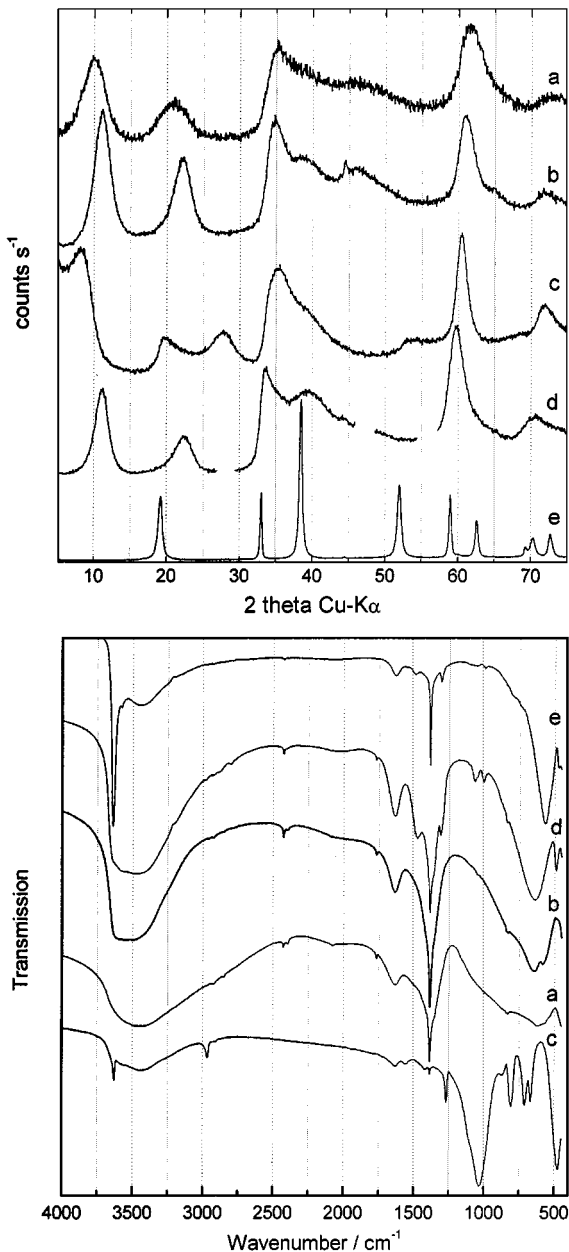 a
b
c
d
e
counts s⁻¹
10 20 30 40 50 60 70
2 theta Cu-Kα
e
d
b
a
c
Transmission
4000 3500 3000 2500 2000 1500 1000 500
Wavenumber / cm⁻¹